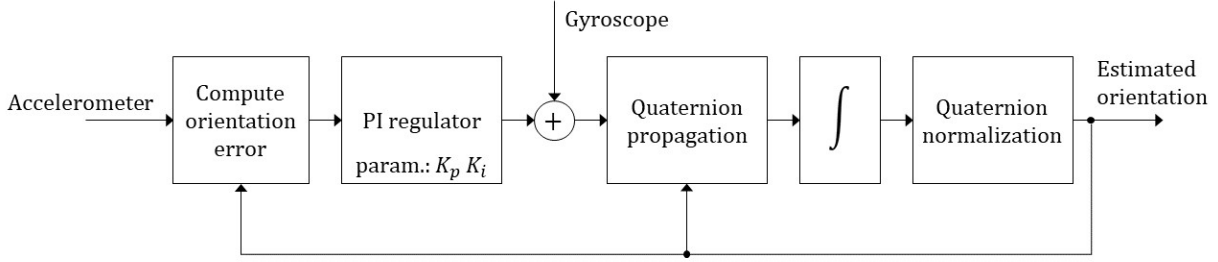 Gyroscope
Accelerometer
Compute
orientation
error
PI regulator
param.: K_p K_i
+
Quaternion
propagation
∫
Quaternion
normalization
Estimated
orientation